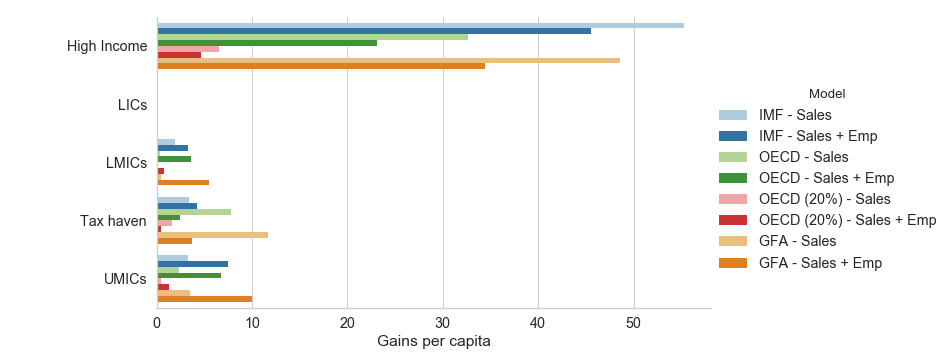 High Income
LICs
LMICs
Tax haven
UMICs
0 10 20 30 40 50
Gains per capita
Model
IMF - Sales
IMF - Sales + Emp
OECD - Sales
OECD - Sales + Emp
OECD (20%) - Sales
OECD (20%) - Sales + Emp
GFA - Sales
GFA - Sales + Emp